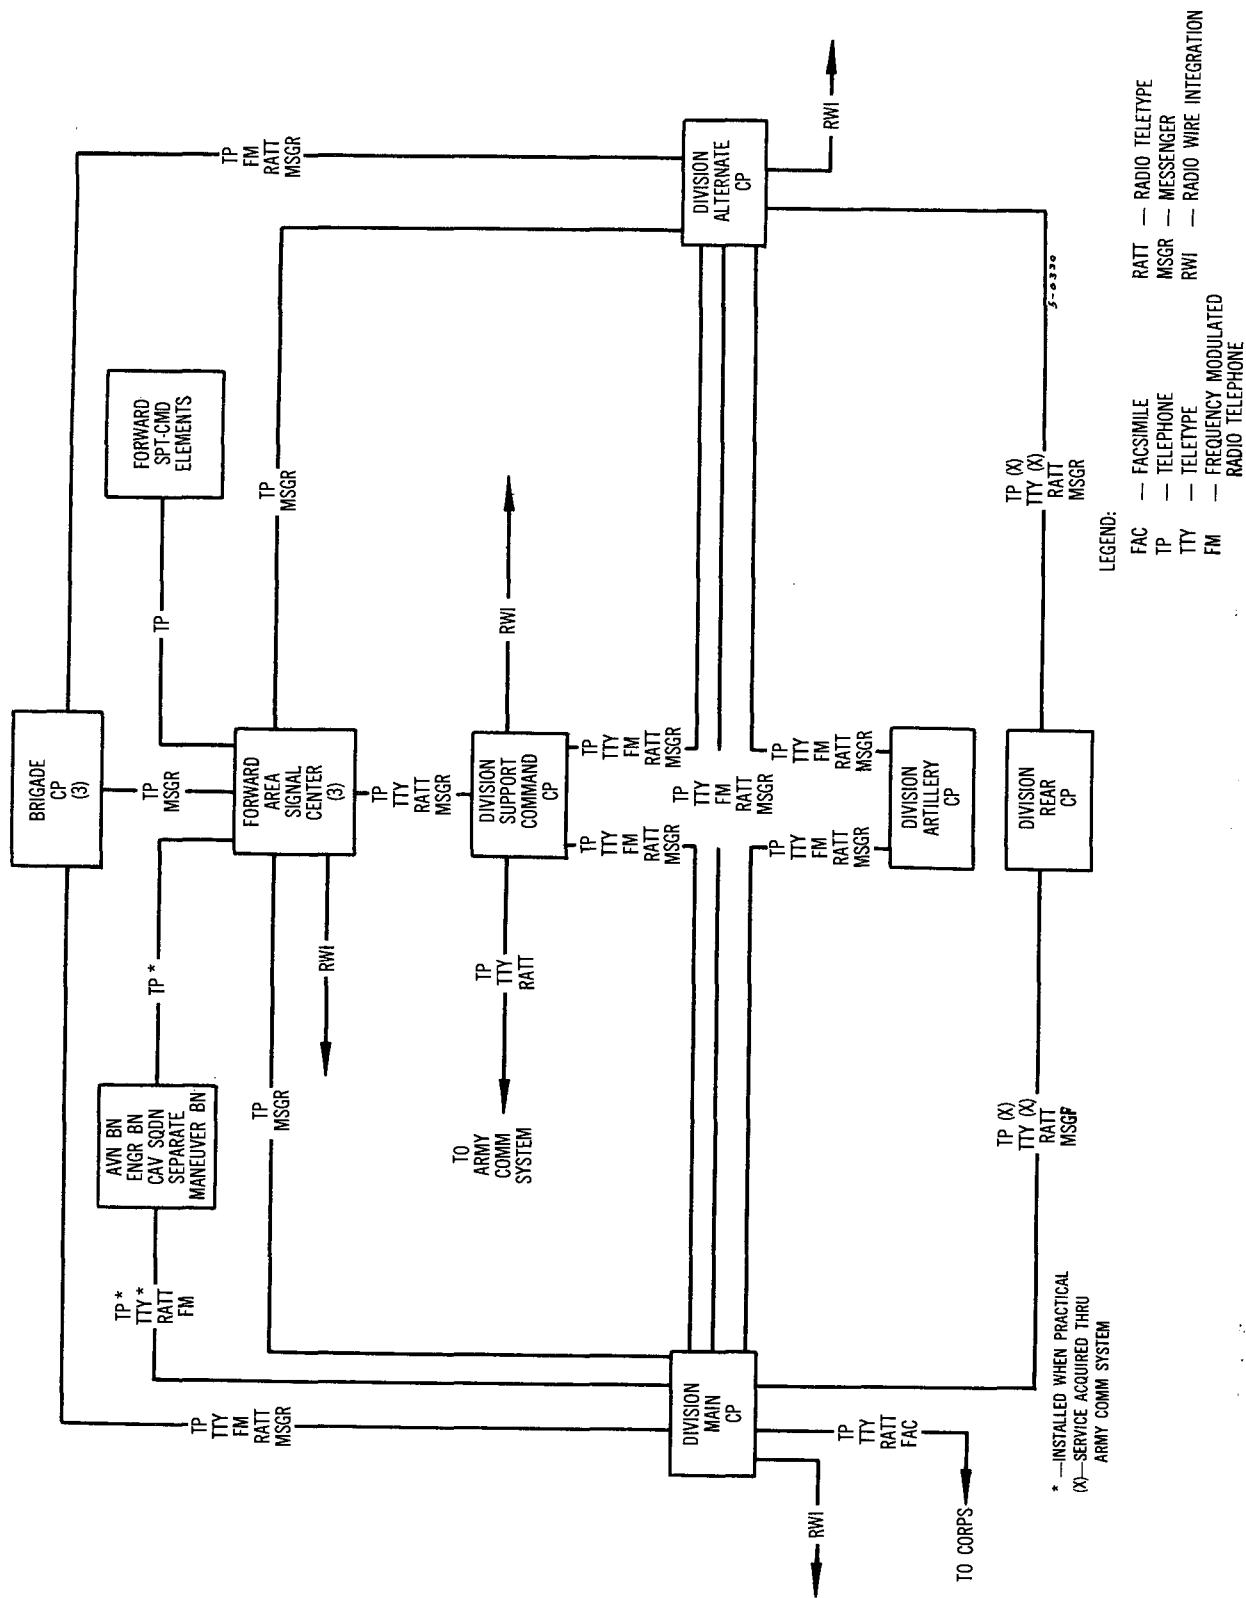 BRIGADE
CP
(3)
TP
TTY
FM
RATT
MSGR
TP
FM
RATT
MSGR
AVN BN
ENGR BN
CAV SQDN
SEPARATE
MANEUVER BN
TP*
TTY*
RATT
FM
TP*
TP
MSGR
TP
FORWARD
SPT-CMD
ELEMENTS
FORWARD
AREA
SIGNAL
CENTER
(3)
TP
MSGR
TP
MSGR
RWI
TP
TTY
RATT
MSGR
DIVISION
SUPPORT
COMMAND
CP
TP
TTY
RATT
TO
ARMY
COMM
SYSTEM
RWI
TP
TTY
FM
RATT
MSGR
TP
TTY
FM
RATT
MSGR
DIVISION
MAIN
CP
TP
TTY
FM
RATT
MSGR
DIVISION
ALTERNATE
CP
TP
TTY
FM
RATT
MSGR
TP
TTY
FM
RATT
MSGR
RWI
TP
TTY
RATT
FAC
TO CORPS
RWI
DIVISION
ARTILLERY
CP
DIVISION
REAR
CP
TP (X)
TTY (X)
RATT
MSGR
TP (X)
TTY (X)
RATT
MSGR
5-0330
* —INSTALLED WHEN PRACTICAL
(X)—SERVICE ACQUIRED THRU
ARMY COMM SYSTEM
LEGEND:
FAC — FACSIMILE
TP — TELEPHONE
TTY — TELETYPE
FM — FREQUENCY MODULATED
RADIO TELEPHONE
RATT — RADIO TELETYPE
MSGR — MESSENGER
RWI — RADIO WIRE INTEGRATION